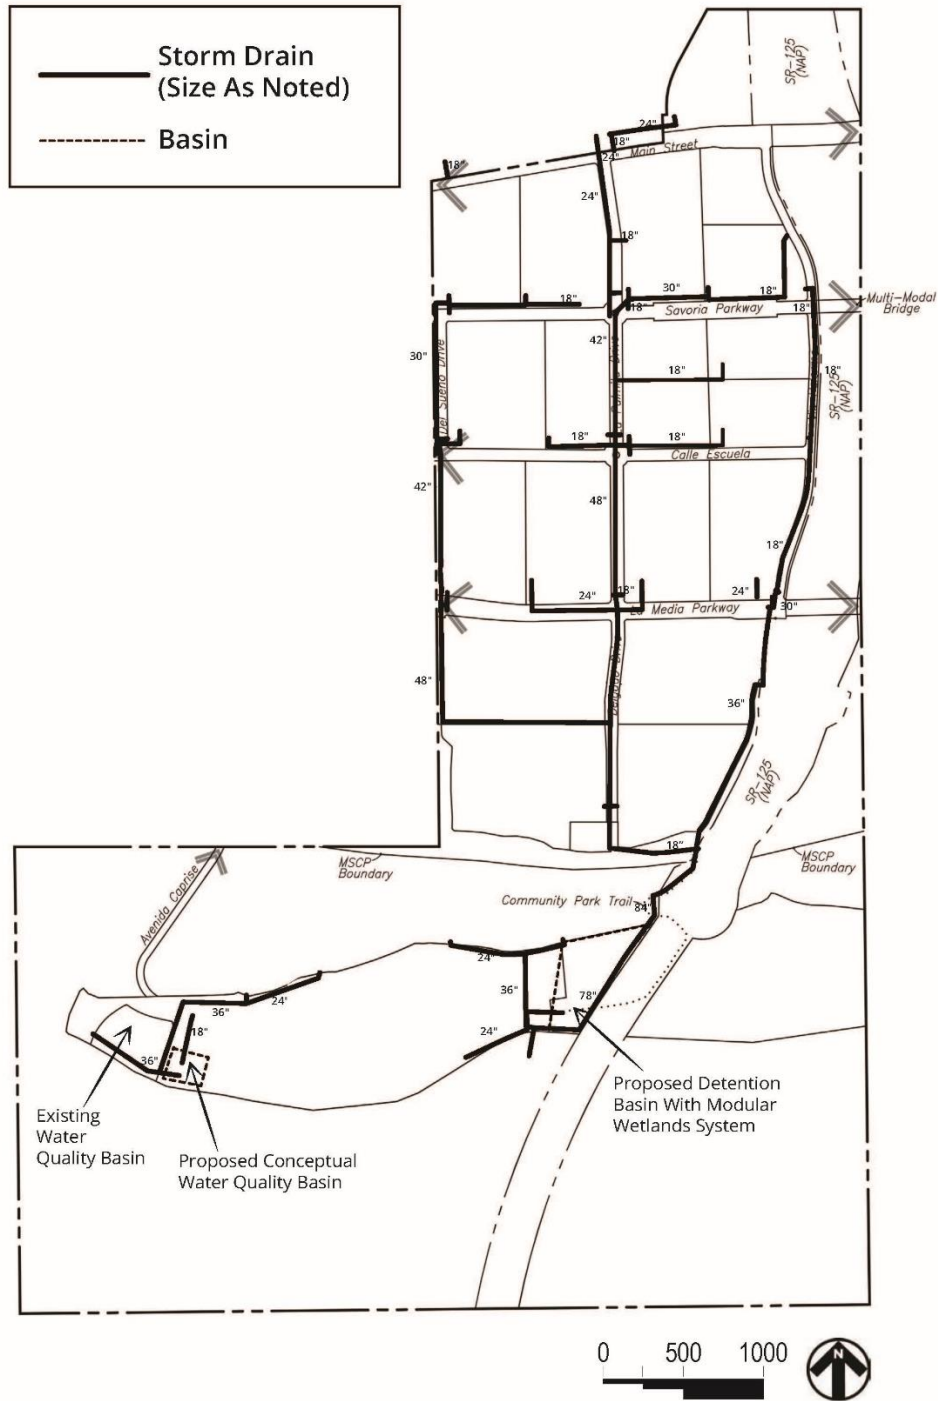 Storm Drain
(Size As Noted)
Basin
SR-125
(NAP)
24"
18"
Main Street
24"
18"
24"
18"
30"
18"
18"
Multi-Modal
Bridge
18"
Savoria Parkway
18"
42"
30"
Del Sueno Drive
18"
18"
SR-125
(NAP)
18"
18"
Calle Escuela
42"
48"
18"
24"
18"
24"
30"
La Media Parkway
48"
36"
SR-125
(NAP)
18"
MSCP
Boundary
MSCP
Boundary
Avenida Caprise
Community Park Trail
84"
24"
36"
78"
24'
36"
18"
24"
36"
Proposed Detention
Basin With Modular
Wetlands System
Existing
Water
Quality Basin
Proposed Conceptual
Water Quality Basin
0 500 1000
N